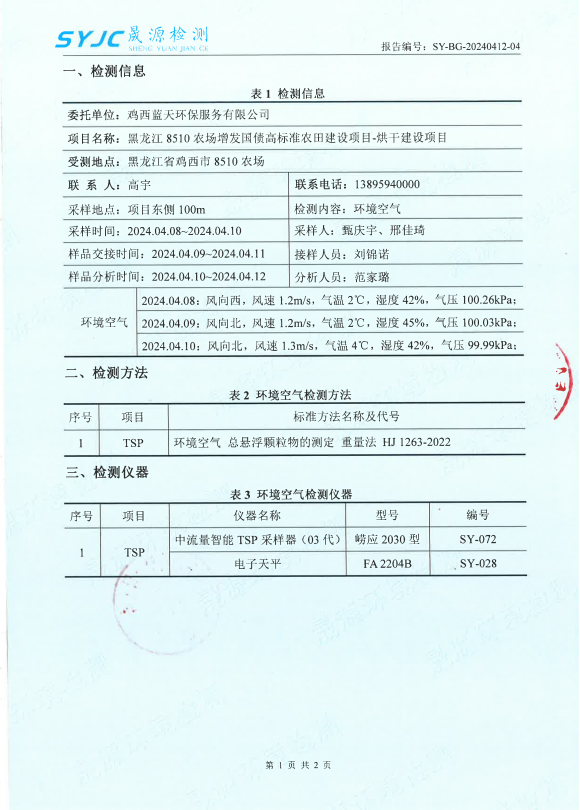 SYJC 晟源检测
SHENG YUAN JIAN CE
报告编号：SY-BG-20240412-04
一、检测信息
表 1 检测信息
委托单位：鸡西蓝天环保服务有限公司
项目名称：黑龙江 8510 农场增发国债高标准农田建设项目-烘干建设项目
受测地点：黑龙江省鸡西市 8510 农场
联 系 人：高宇 联系电话：13895940000
采样地点：项目东侧 100m 检测内容：环境空气
采样时间：2024.04.08~2024.04.10 采样人：甄庆宇、邢佳琦
样品交接时间：2024.04.09~2024.04.11 接样人员：刘锦诺
样品分析时间：2024.04.10~2024.04.12 分析人员：范家璐
2024.04.08：风向西，风速 1.2m/s，气温 2℃，湿度 42%，气压 100.26kPa；
环境空气 2024.04.09：风向北，风速 1.2m/s，气温 2℃，湿度 45%，气压 100.03kPa；
2024.04.10：风向北，风速 1.3m/s，气温 4℃，湿度 42%，气压 99.99kPa；
二、检测方法
表 2 环境空气检测方法
序号 项目 标准方法名称及代号
1 TSP 环境空气 总悬浮颗粒物的测定 重量法 HJ 1263-2022
三、检测仪器
表 3 环境空气检测仪器
序号 项目 仪器名称 型号 编号
1 TSP 中流量智能 TSP 采样器（03 代） 崂应 2030 型 SY-072
电子天平 FA 2204B SY-028
第 1 页 共 2 页